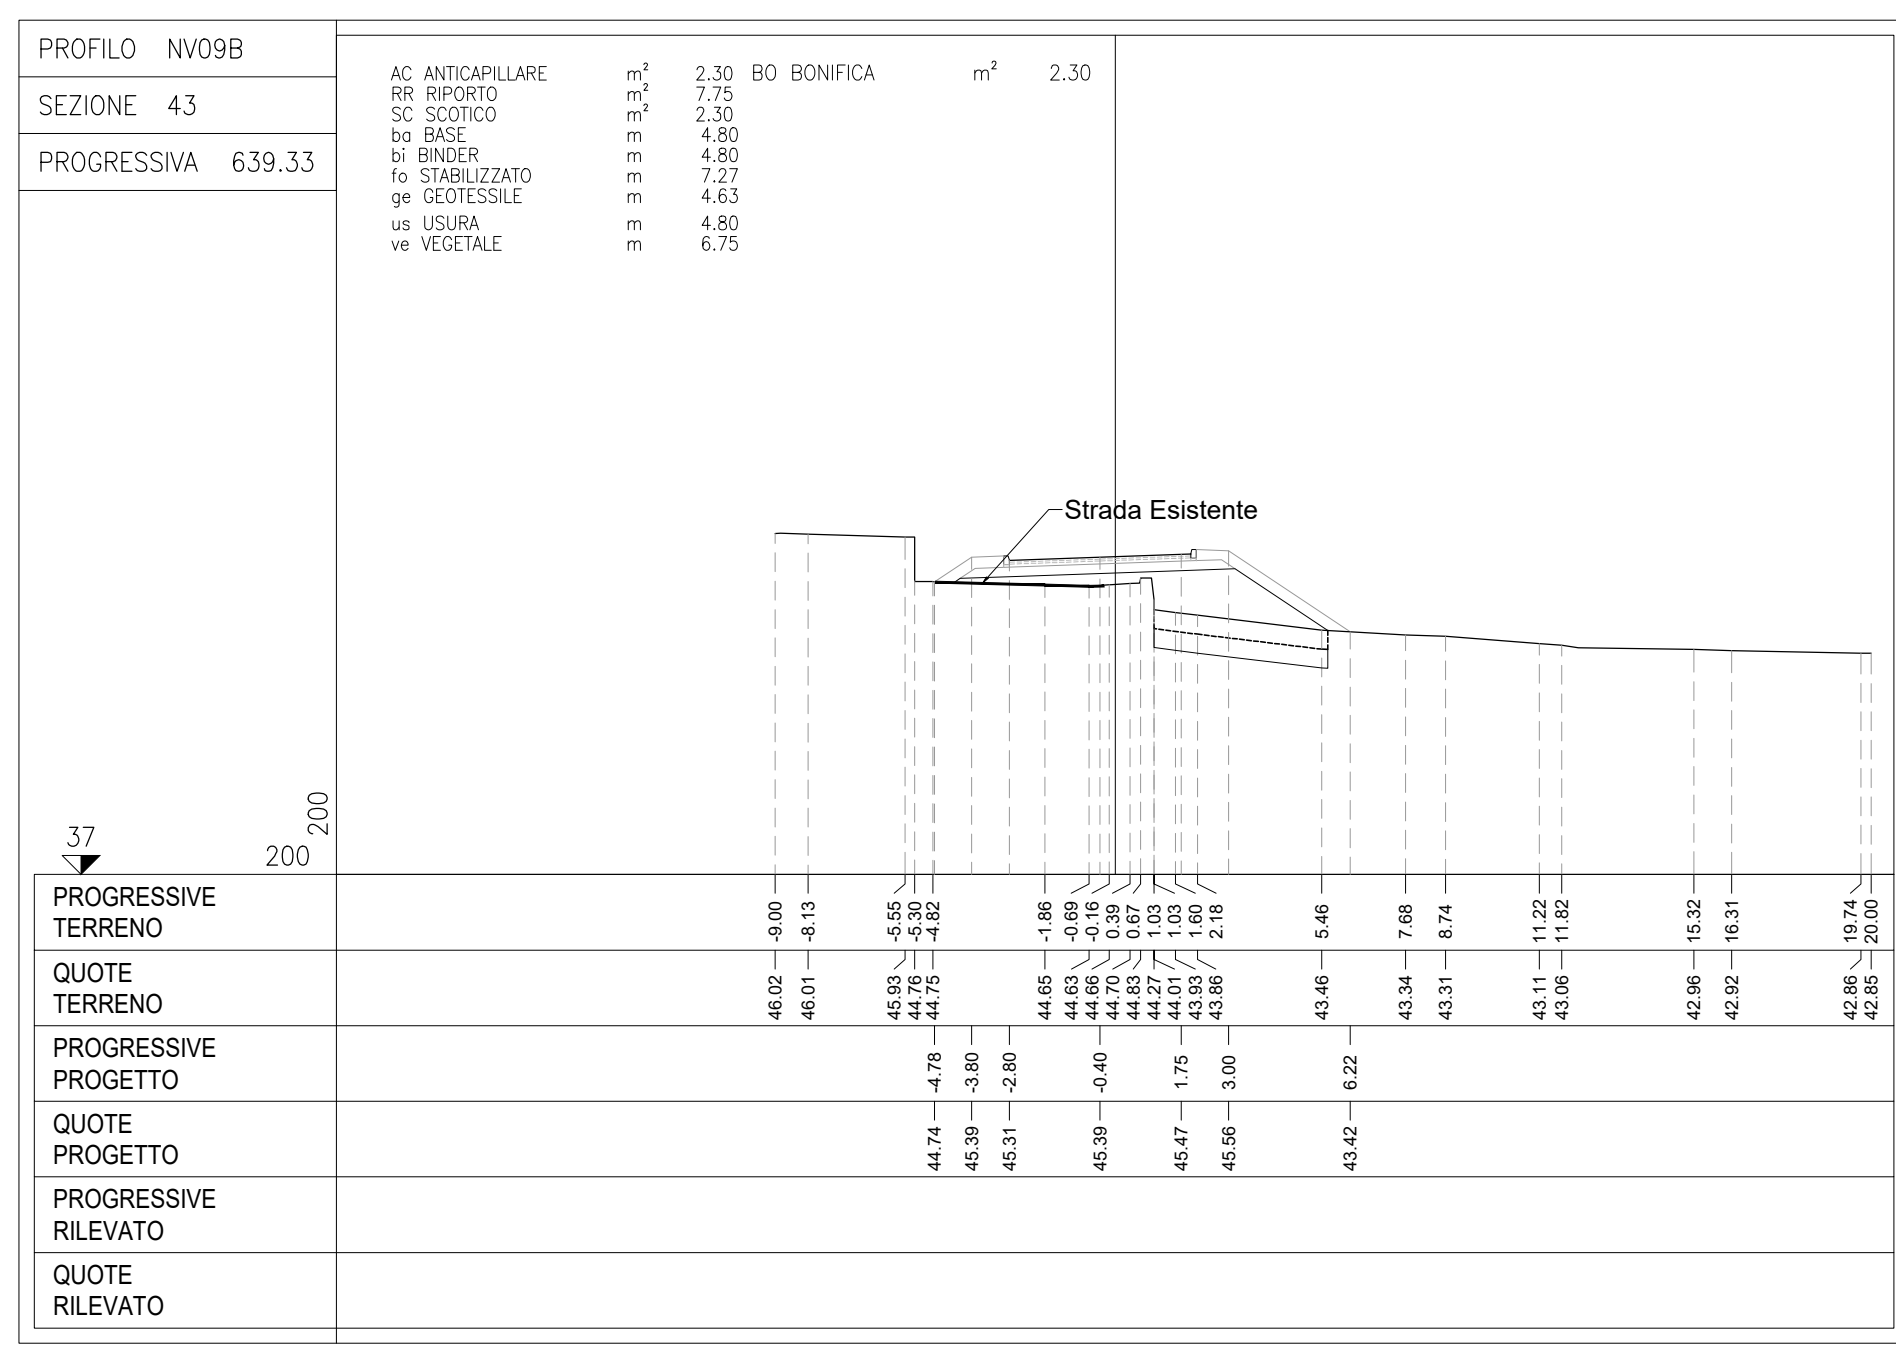 PROFILO NV09B
SEZIONE 43
PROGRESSIVA 639.33
AC ANTICAPILLARE m² 2.30 BO BONIFICA m² 2.30
RR RIPORTO m² 7.75
SC SCOTICO m² 2.30
ba BASE m 4.80
bi BINDER m 4.80
fo STABILIZZATO m 7.27
ge GEOTESSILE m 4.63
us USURA m 4.80
ve VEGETALE m 6.75
Strada Esistente
37
200
200
PROGRESSIVE
TERRENO
-9.00 -8.13 -5.55 -5.30 -4.82 -1.86 -0.69 -0.16 0.39 0.67 1.03 1.03 1.60 2.18 5.46 7.68 8.74 11.22 11.82 15.32 16.31 19.74 20.00
QUOTE
TERRENO
46.02 46.01 45.93 44.76 44.75 44.65 44.63 44.66 44.70 44.83 44.27 44.01 43.93 43.86 43.46 43.34 43.31 43.11 43.06 42.96 42.92 42.86 42.85
PROGRESSIVE
PROGETTO
-4.78 -3.80 -2.80 -0.40 1.75 3.00 6.22
QUOTE
PROGETTO
44.74 45.39 45.31 45.39 45.47 45.56 43.42
PROGRESSIVE
RILEVATO
QUOTE
RILEVATO